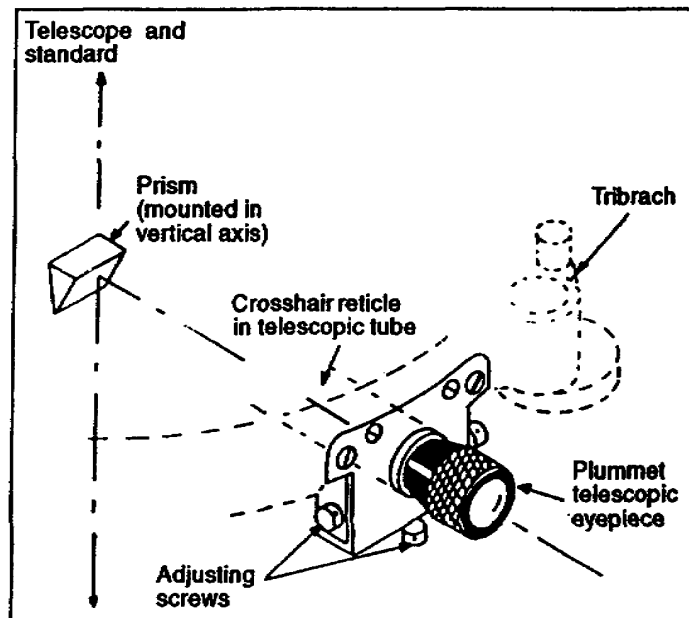 Telescope and
standard
Prism
(mounted in
vertical axis)
Tribrach
Crosshair reticle
in telescopic tube
Plummet
telescopic
eyepiece
Adjusting
screws